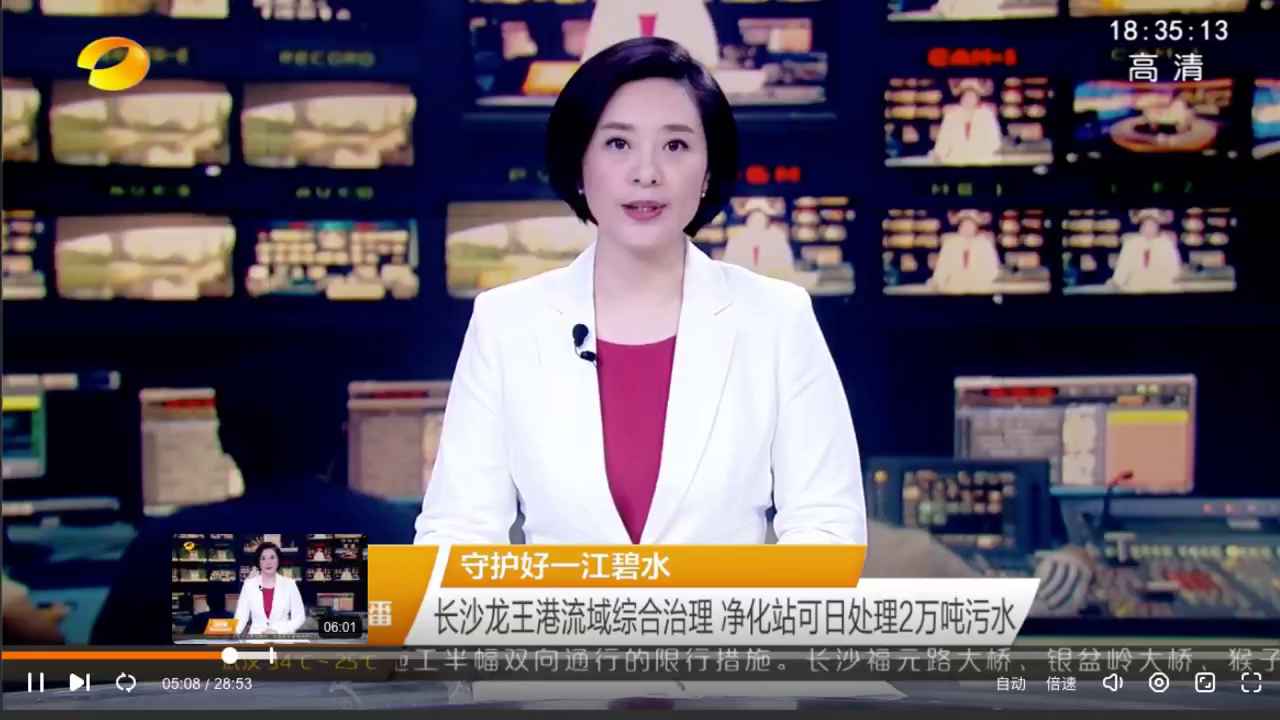 18:35:13
高清
RECORD
CAM-1
守护好一江碧水
长沙龙王港流域综合治理 净化站可日处理2万吨污水
06:01
工半幅双向通行的限行措施。长沙福元路大桥、银盆岭大桥、猴子
05:08 / 28:53
自动
倍速